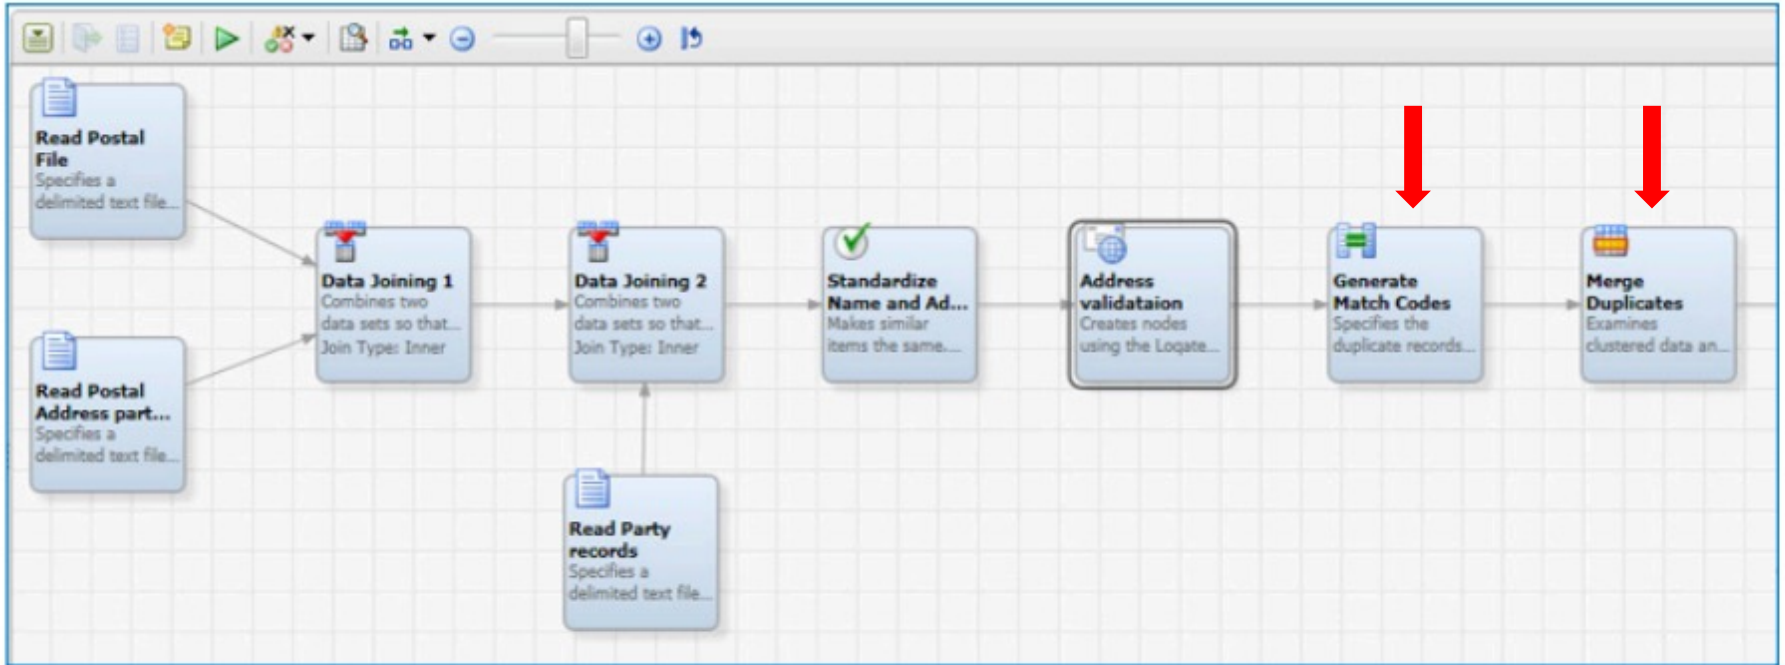 Read Postal
File
Specifies a
delimited text file...
Read Postal
Address part...
Specifies a
delimited text file...
Data Joining 1
Combines two
data sets so that...
Join Type: Inner
Data Joining 2
Combines two
data sets so that...
Join Type: Inner
Read Party
records
Specifies a
delimited text file...
Standardize
Name and Ad...
Makes similar
items the same....
Address
validataion
Creates nodes
using the Loqate...
Generate
Match Codes
Specifies the
duplicate records...
Merge
Duplicates
Examines
clustered data an...